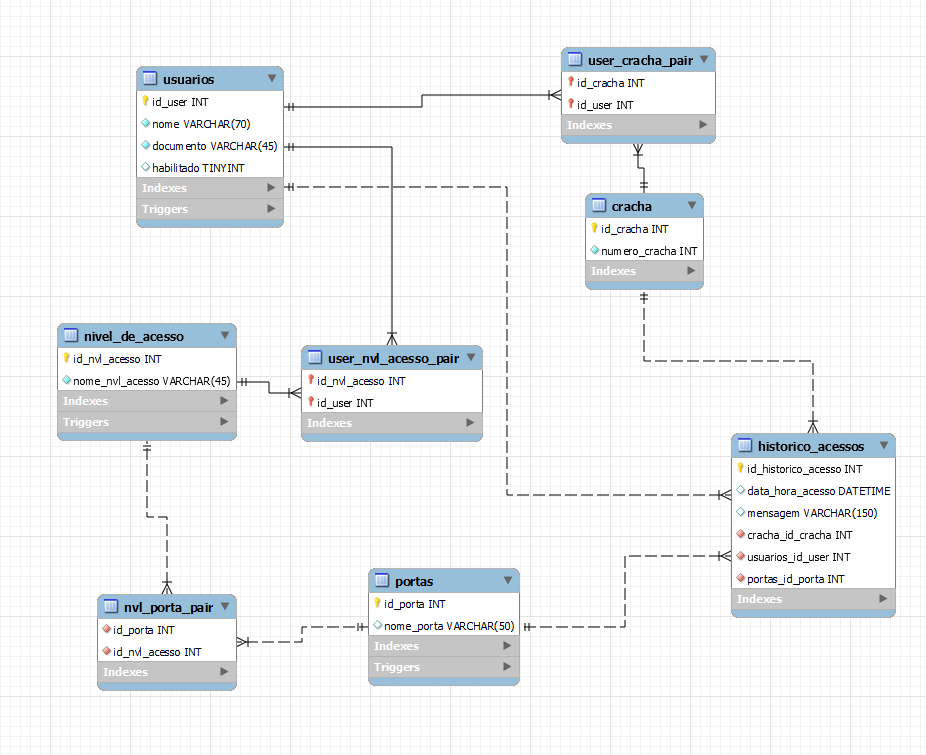 usuarios
id_user INT
nome VARCHAR(70)
documento VARCHAR(45)
habilitado TINYINT
Indexes
Triggers
user_cracha_pair
id_cracha INT
id_user INT
Indexes
cracha
id_cracha INT
numero_cracha INT
Indexes
nivel_de_acesso
id_nvl_acesso INT
nome_nvl_acesso VARCHAR(45)
Indexes
Triggers
user_nvl_acesso_pair
id_nvl_acesso INT
id_user INT
Indexes
historico_acessos
id_historico_acesso INT
data_hora_acesso DATETIME
mensagem VARCHAR(150)
cracha_id_cracha INT
usuarios_id_user INT
portas_id_porta INT
Indexes
nvl_porta_pair
id_porta INT
id_nvl_acesso INT
Indexes
portas
id_porta INT
nome_porta VARCHAR(50)
Indexes
Triggers